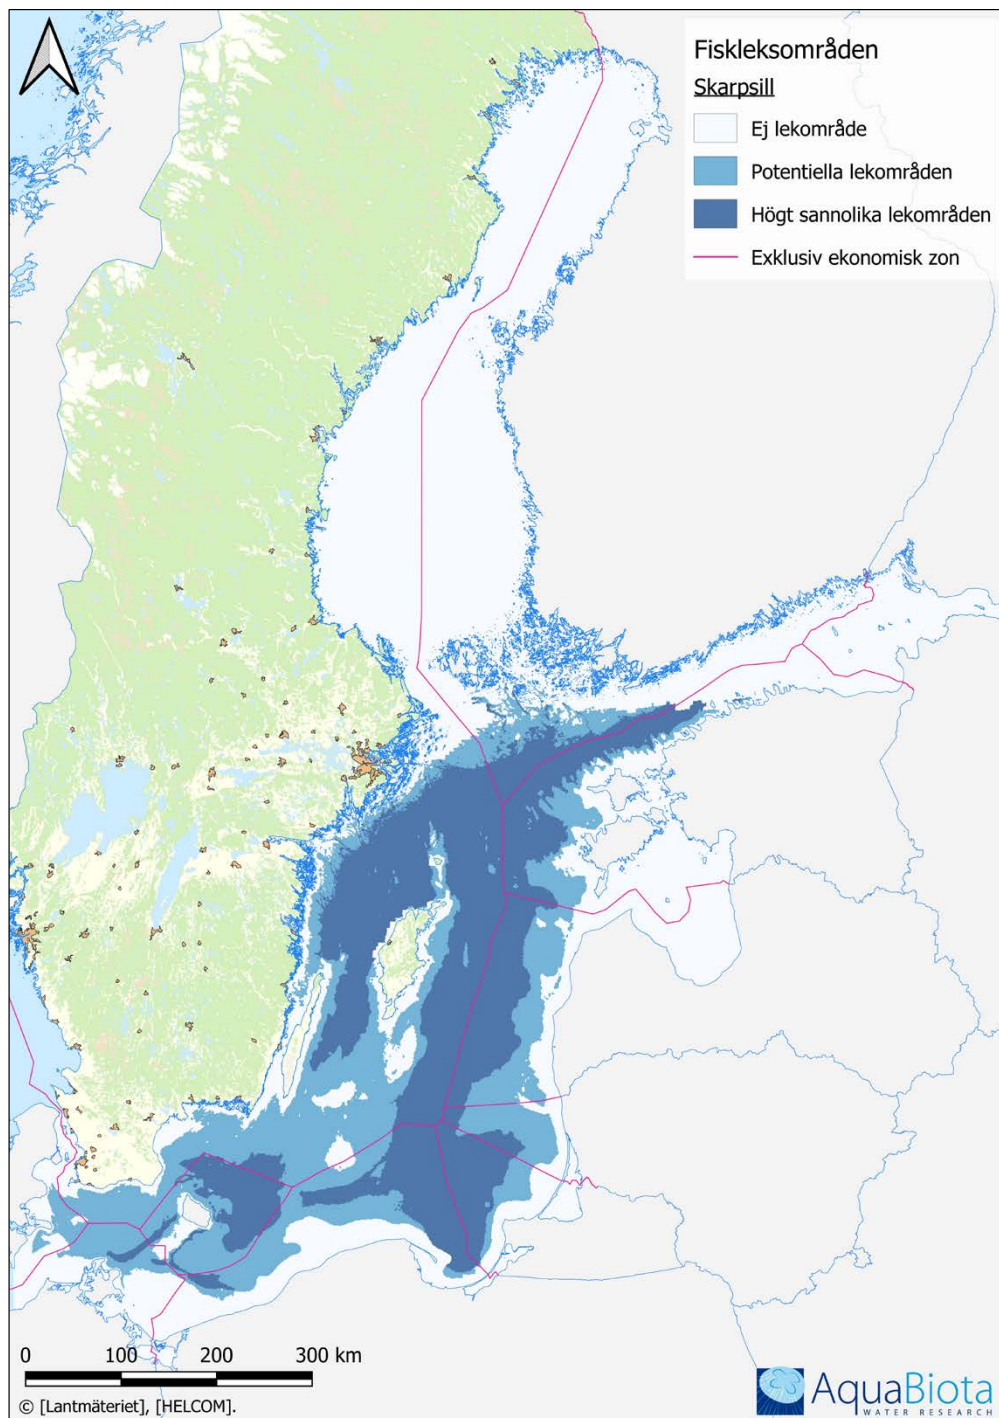 Fiskleksområden
Skarpsill
Ej lekområde
Potentiella lekområden
Högt sannolika lekområden
Exklusiv ekonomisk zon
0 100 200 300 km
© [Lantmäteriet], [HELCOM].
AquaBiota
WATER RESEARCH